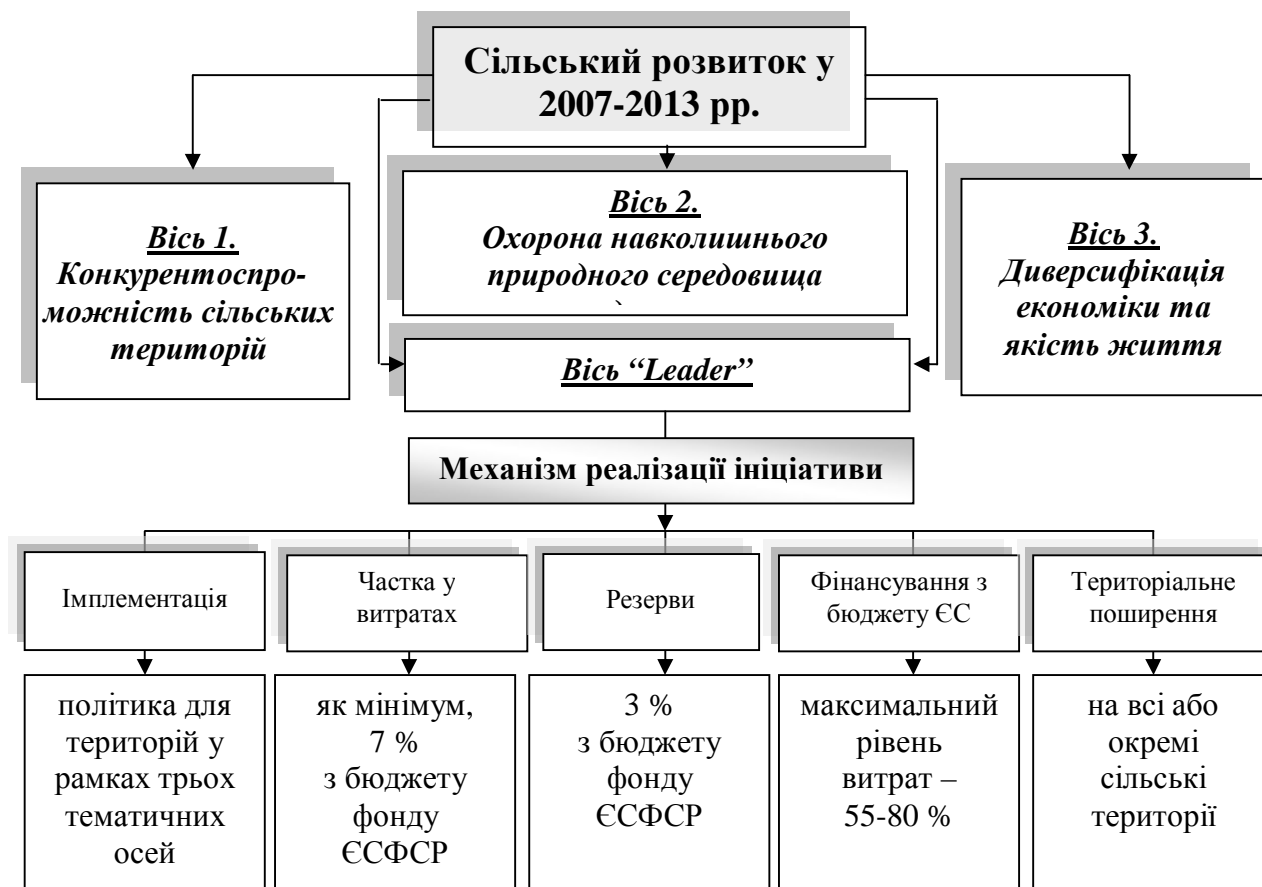 Сільський розвиток у
2007-2013 рр.
Вісь 1.
Конкурентоспро-
можність сільських
територій
Вісь 2.
Охорона навколишнього
природного середовища
Вісь 3.
Диверсифікація
економіки та
якість життя
Вісь “Leader”
Механізм реалізації ініціативи
Імплементація
Частка у
витратах
Резерви
Фінансування з
бюджету ЄС
Територіальне
поширення
політика для
територій у
рамках трьох
тематичних
осей
як мінімум,
7 %
з бюджету
фонду
ЄСФСР
3 %
з бюджету
фонду
ЄСФСР
максимальний
рівень
витрат –
55-80 %
на всі або
окремі
сільські
території